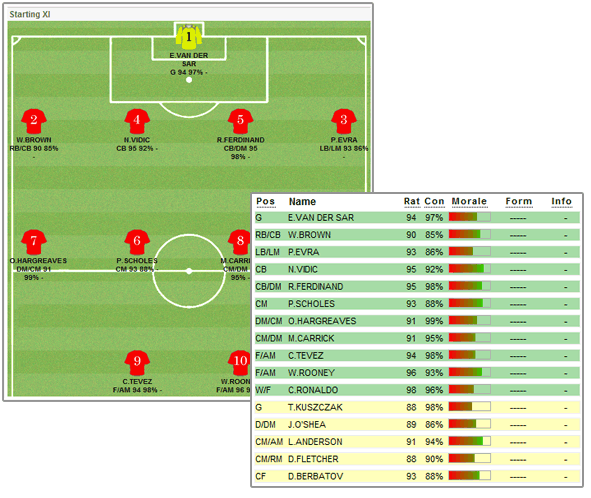 Starting XI
1
E.VAN DER
SAR
G 94 97% -
2
W.BROWN
RB/CB 90 85%
-
4
N.VIDIC
CB 95 92% -
5
R.FERDINAND
CB/DM 95
98% -
3
P.EVRA
LB/LM 93 86%
-
7
O.HARGREAVES
DM/CM 91
99% -
6
P.SCHOLES
CM 93 88% -
8
M.CARRICK
CM/DM 91
95% -
9
C.TEVEZ
F/AM 94 98% -
10
W.ROON
F/AM 96 9
Pos Name Rat Con Morale Form Info
G E.VAN DER SAR 94 97% ----- -
RB/CB W.BROWN 90 85% ----- -
LB/LM P.EVRA 93 86% ----- -
CB N.VIDIC 95 92% ----- -
CB/DM R.FERDINAND 95 98% ----- -
CM P.SCHOLES 93 88% ----- -
DM/CM O.HARGREAVES 91 99% ----- -
CM/DM M.CARRICK 91 95% ----- -
F/AM C.TEVEZ 94 98% ----- -
F/AM W.ROONEY 96 93% ----- -
W/F C.RONALDO 98 96% ----- -
G T.KUSZCZAK 88 98% ----- -
D/DM J.O'SHEA 89 86% ----- -
CM/AM L.ANDERSON 91 94% ----- -
CM/RM D.FLETCHER 88 90% ----- -
CF D.BERBATOV 93 88% ----- -